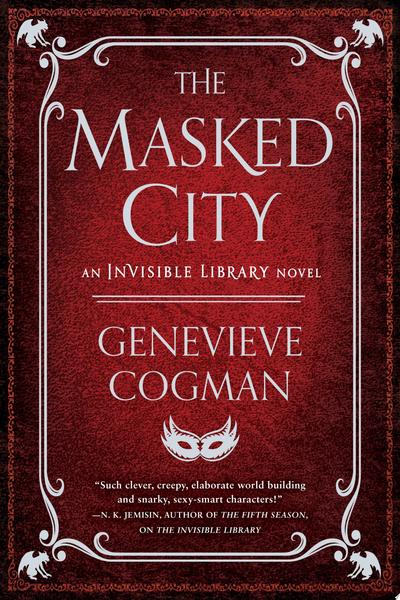 THE
MASKED
CITY
AN INVISIBLE LIBRARY NOVEL
GENEVIEVE
COGMAN
“Such clever, creepy, elaborate world building
and snarky, sexy-smart characters!”
—N. K. JEMISIN, AUTHOR OF THE FIFTH SEASON,
ON THE INVISIBLE LIBRARY